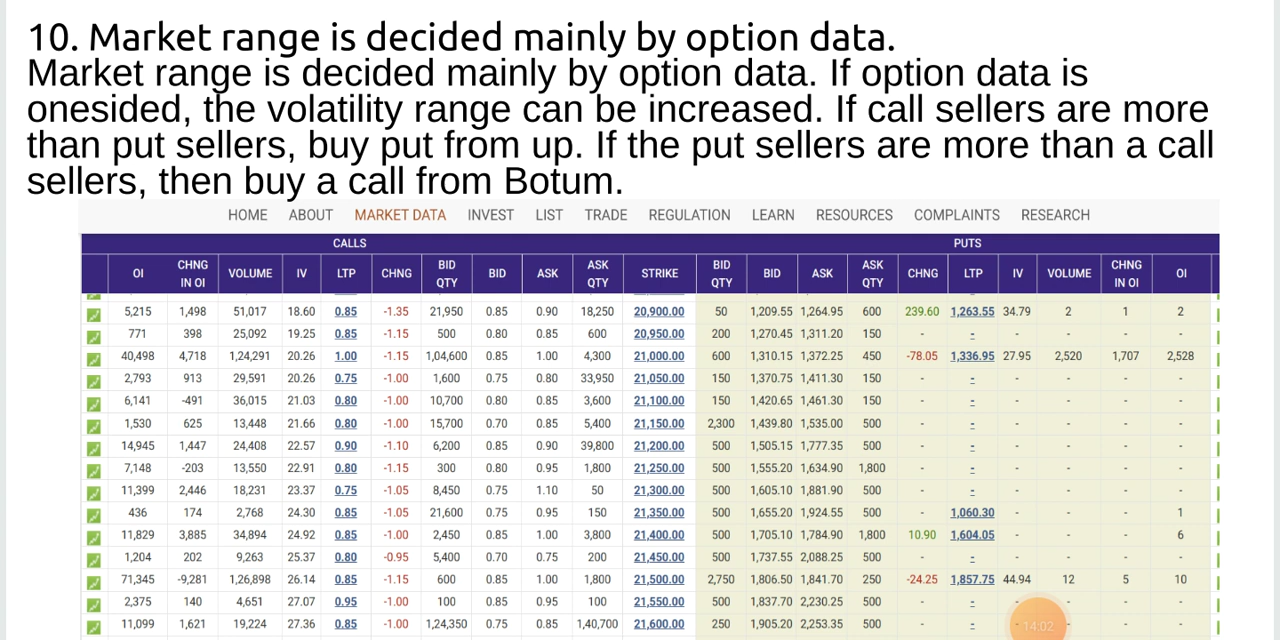 10. Market range is decided mainly by option data.
Market range is decided mainly by option data. If option data is
onesided, the volatility range can be increased. If call sellers are more
than put sellers, buy put from up. If the put sellers are more than a call
sellers, then buy a call from Botum.
HOME ABOUT MARKET DATA INVEST LIST TRADE REGULATION LEARN RESOURCES COMPLAINTS RESEARCH
CALLS PUTS
OI CHNG IN OI VOLUME IV LTP CHNG BID QTY BID ASK ASK QTY STRIKE BID QTY BID ASK ASK QTY CHNG LTP IV VOLUME CHNG IN OI OI
5,215 1,498 51,017 18.60 0.85 -1.35 21,950 0.85 0.90 18,250 20,900.00 50 1,209.55 1,264.95 600 239.60 1,263.55 34.79 2 1 2
771 398 25,092 19.25 0.85 -1.15 500 0.80 0.85 600 20,950.00 200 1,270.45 1,311.20 150 - - - - - -
40,498 4,718 1,24,291 20.26 1.00 -1.15 1,04,600 0.85 1.00 4,300 21,000.00 600 1,310.15 1,372.25 450 -78.05 1,336.95 27.95 2,520 1,707 2,528
2,793 913 29,591 20.26 0.75 -1.00 1,600 0.75 0.80 33,950 21,050.00 150 1,370.75 1,411.30 150 - - - - - -
6,141 -491 36,015 21.03 0.80 -1.00 10,700 0.80 0.85 3,600 21,100.00 150 1,420.65 1,461.30 150 - - - - - -
1,530 625 13,448 21.66 0.80 -1.00 15,700 0.70 0.85 5,400 21,150.00 2,300 1,439.80 1,535.00 500 - - - - - -
14,945 1,447 24,408 22.57 0.90 -1.10 6,200 0.85 0.90 39,800 21,200.00 500 1,505.15 1,777.35 500 - - - - - -
7,148 -203 13,550 22.91 0.80 -1.15 300 0.80 0.95 1,800 21,250.00 500 1,555.20 1,634.90 1,800 - - - - - -
11,399 2,446 18,231 23.37 0.75 -1.05 8,450 0.75 1.10 50 21,300.00 500 1,605.10 1,881.90 500 - - - - - -
436 174 2,768 24.30 0.85 -1.05 21,600 0.75 0.95 150 21,350.00 500 1,655.20 1,924.55 500 - 1,060.30 - - - 1
11,829 3,885 34,894 24.92 0.85 -1.00 2,450 0.85 1.00 3,800 21,400.00 500 1,705.10 1,784.90 1,800 10.90 1,604.05 - - - 6
1,204 202 9,263 25.37 0.80 -0.95 5,400 0.70 0.75 200 21,450.00 500 1,737.55 2,088.25 500 - - - - - -
71,345 -9,281 1,26,898 26.14 0.85 -1.15 600 0.85 1.00 1,800 21,500.00 2,750 1,806.50 1,841.70 250 -24.25 1,857.75 44.94 12 5 10
2,375 140 4,651 27.07 0.95 -1.00 100 0.85 0.95 100 21,550.00 500 1,837.70 2,230.25 500 - - - - - -
11,099 1,621 19,224 27.36 0.85 -1.00 1,24,350 0.75 0.85 1,40,700 21,600.00 250 1,905.20 2,253.35 500 - - - - - -
14:02